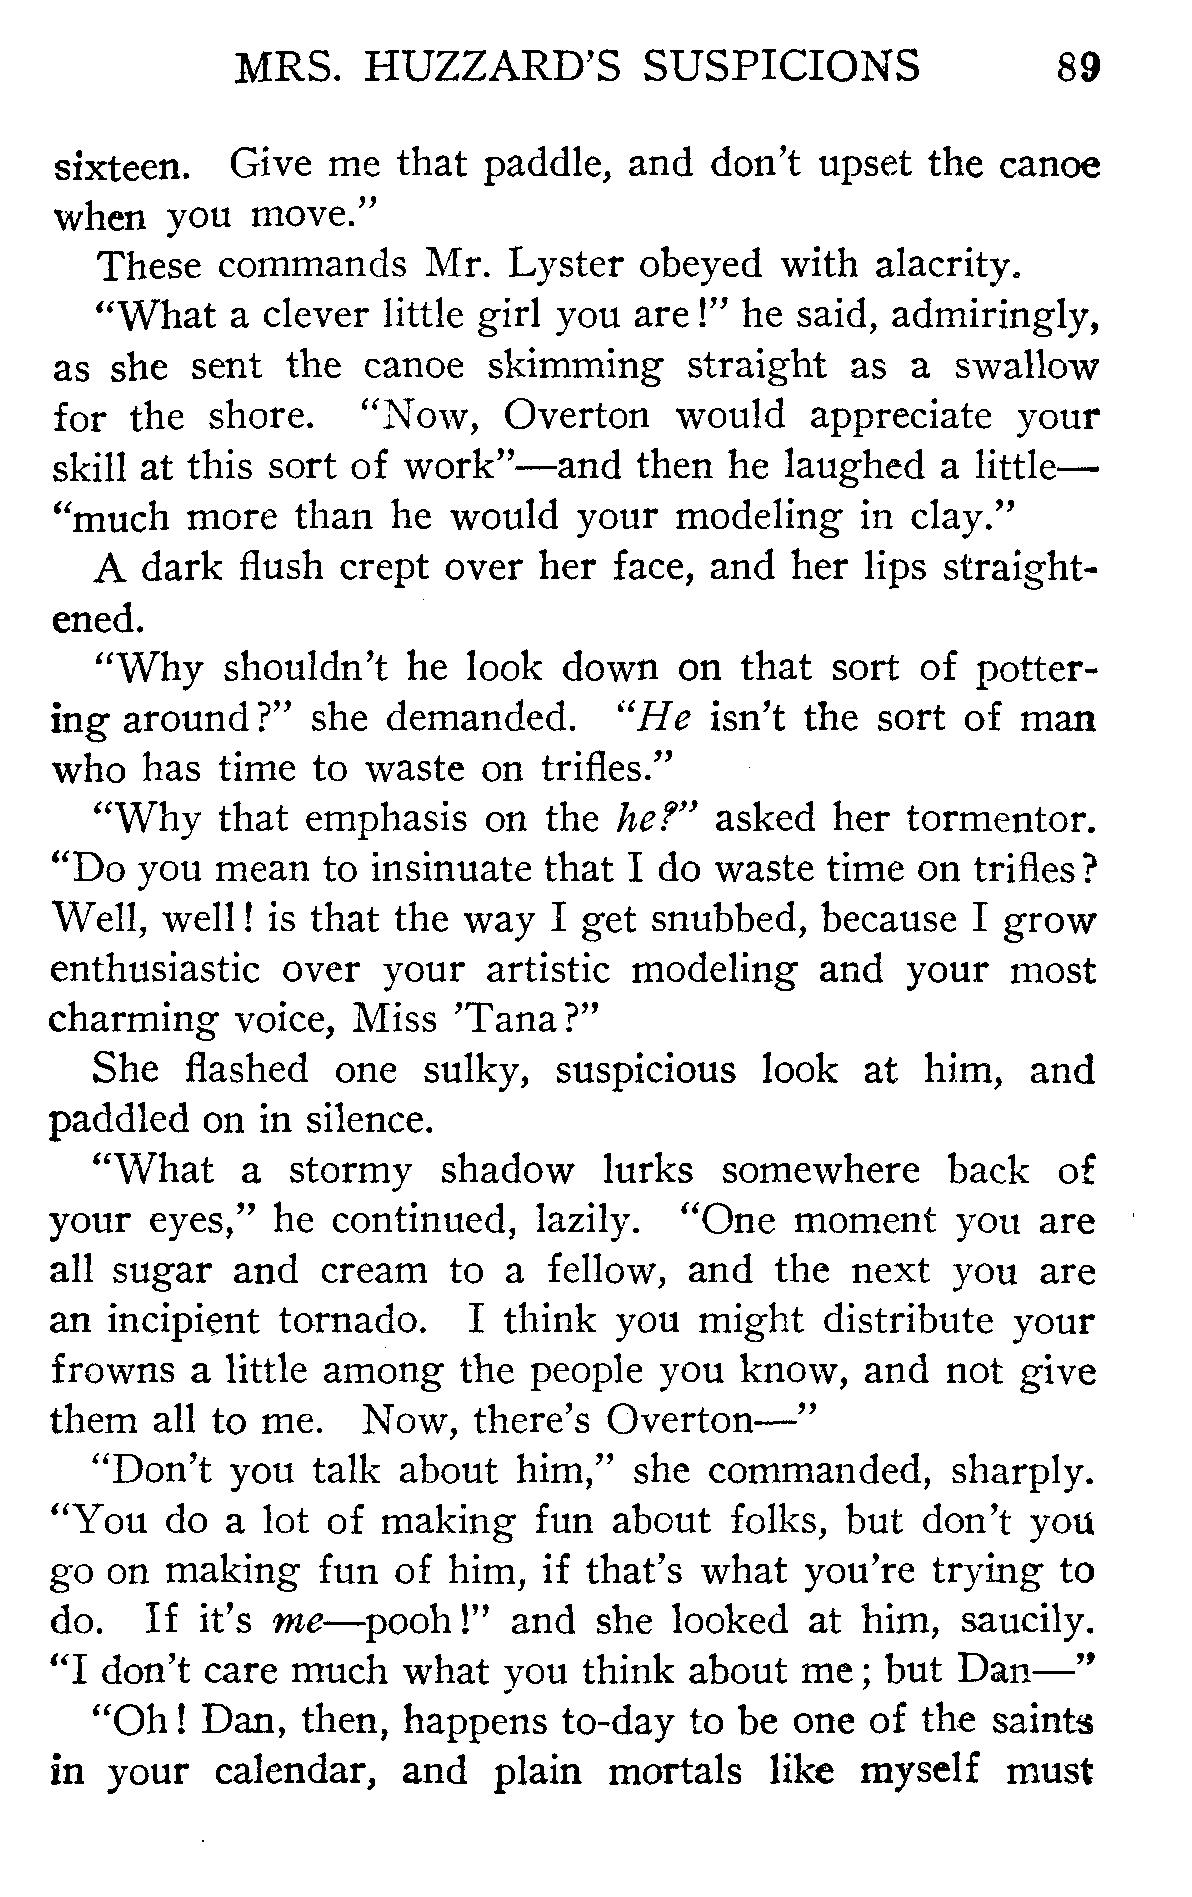 MRS. HUZZARD'S SUSPICIONS 89
sixteen. Give me that paddle, and don't upset the canoe
when you move."
These commands Mr. Lyster obeyed with alacrity.
"What a clever little girl you are!" he said, admiringly,
as she sent the canoe skimming straight as a swallow
for the shore. "Now, Overton would appreciate your
skill at this sort of work"—and then he laughed a little—
"much more than he would your modeling in clay."
A dark flush crept over her face, and her lips straight-
ened.
"Why shouldn't he look down on that sort of potter-
ing around?" she demanded. "He isn't the sort of man
who has time to waste on trifles."
"Why that emphasis on the he?" asked her tormentor.
"Do you mean to insinuate that I do waste time on trifles?
Well, well! is that the way I get snubbed, because I grow
enthusiastic over your artistic modeling and your most
charming voice, Miss 'Tana?"
She flashed one sulky, suspicious look at him, and
paddled on in silence.
"What a stormy shadow lurks somewhere back of
your eyes," he continued, lazily. "One moment you are
all sugar and cream to a fellow, and the next you are
an incipient tornado. I think you might distribute your
frowns a little among the people you know, and not give
them all to me. Now, there's Overton—"
"Don't you talk about him," she commanded, sharply.
"You do a lot of making fun about folks, but don't you
go on making fun of him, if that's what you're trying to
do. If it's me—pooh!" and she looked at him, saucily.
"I don't care much what you think about me; but Dan—"
"Oh! Dan, then, happens to-day to be one of the saints
in your calendar, and plain mortals like myself must